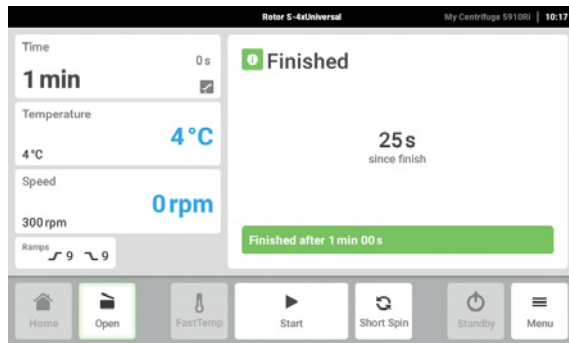 Rotor S-4xUniversal
My Centrifuge 5910Ri | 10:17
Time
0 s
1 min
Temperature
4 °C
4 °C
Speed
0 rpm
300 rpm
Ramps
9 9
Finished
25 s
since finish
Finished after 1 min 00 s
Home
Open
FastTemp
Start
Short Spin
Standby
Menu